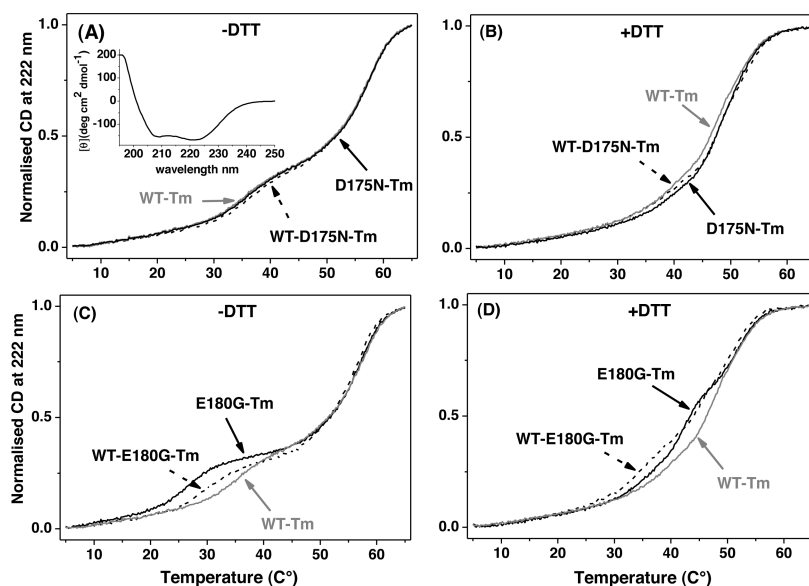 (A)
-DTT
Normalised CD at 222 nm
1.0
0.5
0.0
10 20 30 40 50 60
[θ](deg cm² dmol⁻¹)
200
100
0
-100
200 210 220 230 240 250
wavelength nm
WT-Tm
D175N-Tm
WT-D175N-Tm
(B)
+DTT
1.0
0.5
0.0
10 20 30 40 50 60
WT-Tm
WT-D175N-Tm
D175N-Tm
(C)
-DTT
Normalised CD at 222 nm
1.0
0.5
0.0
10 20 30 40 50 60
Temperature (C°)
E180G-Tm
WT-E180G-Tm
WT-Tm
(D)
+DTT
1.0
0.5
0.0
10 20 30 40 50 60
Temperature (C°)
E180G-Tm
WT-E180G-Tm
WT-Tm